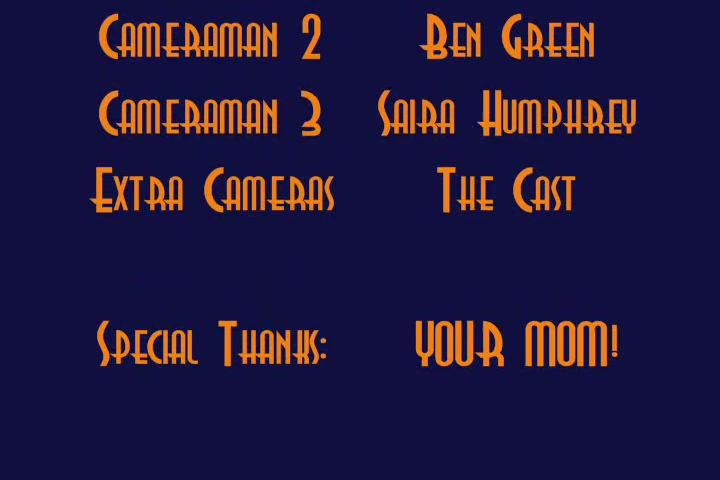 Cameraman 2 Ben Green
Cameraman 3 Saira Humphrey
Extra Cameras The Cast
Special Thanks: YOUR MOM!